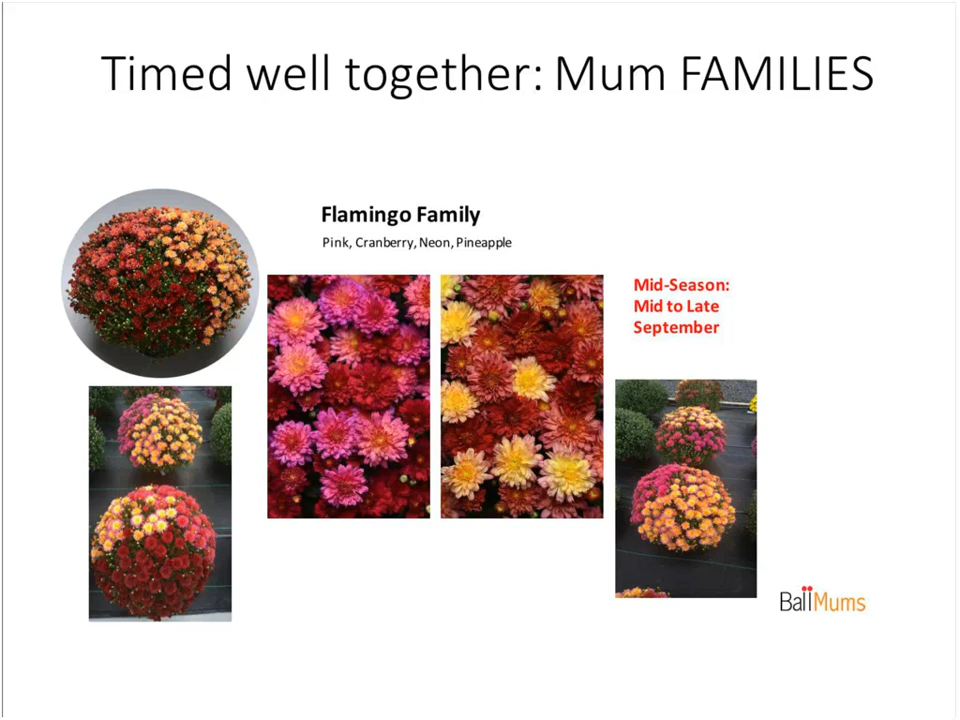 Timed well together: Mum FAMILIES
Flamingo Family
Pink, Cranberry, Neon, Pineapple
Mid-Season:
Mid to Late
September
BallMums